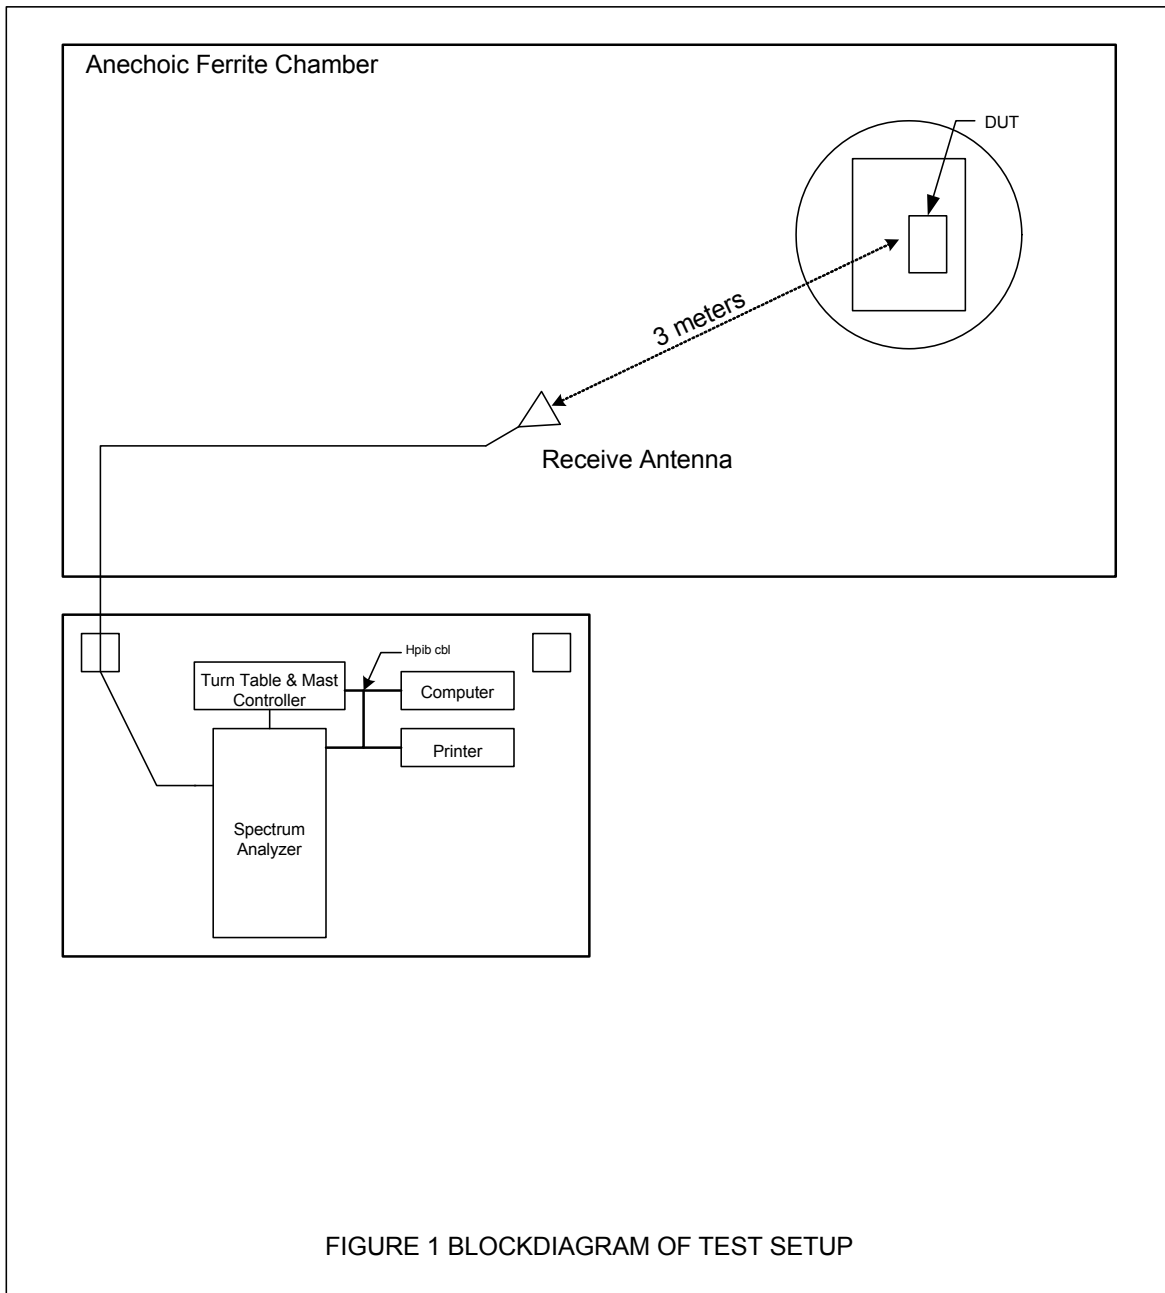 Anechoic Ferrite Chamber
DUT
3 meters
Receive Antenna
Hpib cbl
Turn Table & Mast
Controller
Computer
Printer
Spectrum
Analyzer
FIGURE 1 BLOCKDIAGRAM OF TEST SETUP